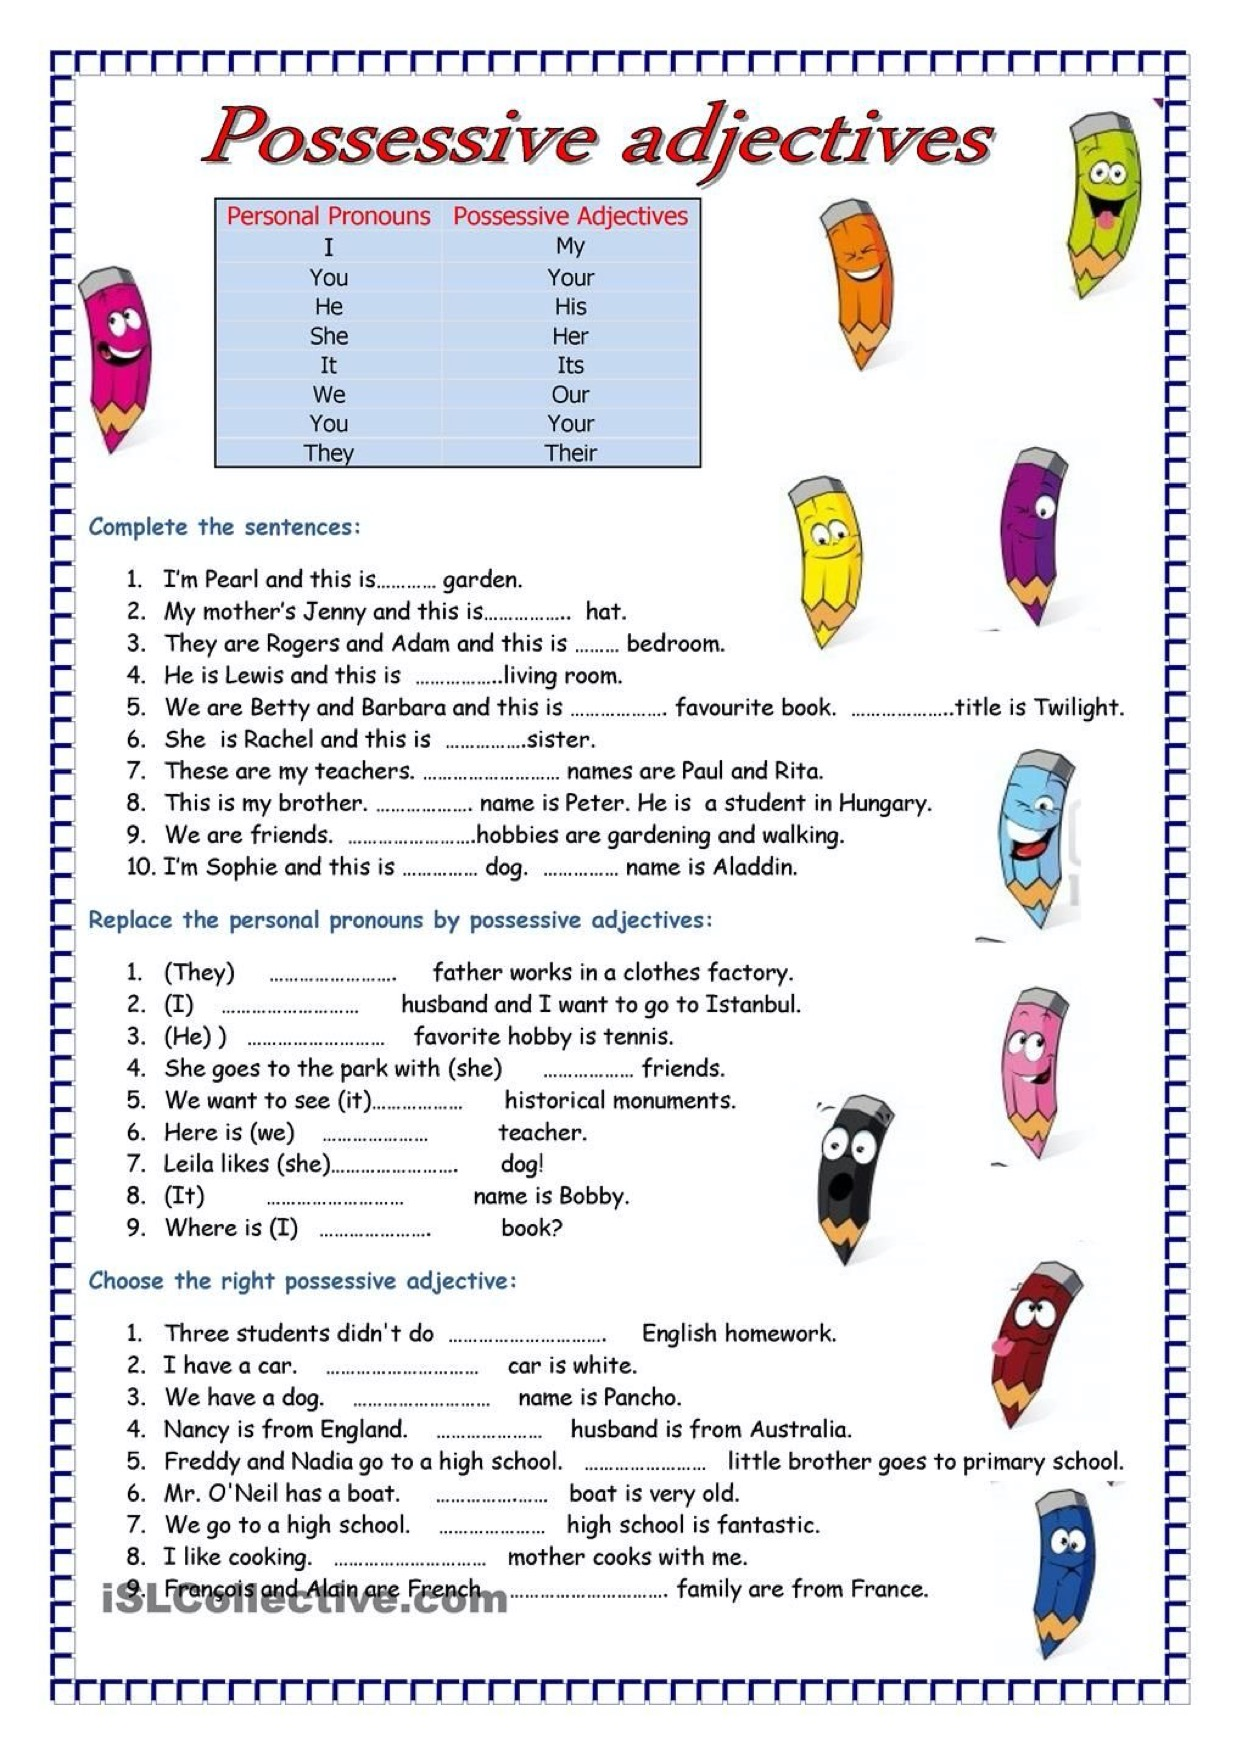 Possessive adjectives
Personal Pronouns Possessive Adjectives
I My
You Your
He His
She Her
It Its
We Our
You Your
They Their
Complete the sentences:
1. I'm Pearl and this is………… garden.
2. My mother's Jenny and this is…………….. hat.
3. They are Rogers and Adam and this is ……… bedroom.
4. He is Lewis and this is ……………..living room.
5. We are Betty and Barbara and this is ………………. favourite book. ………………..title is Twilight.
6. She is Rachel and this is …………….sister.
7. These are my teachers. ……………………… names are Paul and Rita.
8. This is my brother. ………………. name is Peter. He is a student in Hungary.
9. We are friends. …………………….hobbies are gardening and walking.
10. I'm Sophie and this is …………… dog. …………… name is Aladdin.
Replace the personal pronouns by possessive adjectives:
1. (They) ……………………. father works in a clothes factory.
2. (I) ……………………… husband and I want to go to Istanbul.
3. (He) ) ……………………… favorite hobby is tennis.
4. She goes to the park with (she) ……………… friends.
5. We want to see (it)……………… historical monuments.
6. Here is (we) ………………… teacher.
7. Leila likes (she)……………………. dog!
8. (It) ……………………… name is Bobby.
9. Where is (I) …………………. book?
Choose the right possessive adjective:
1. Three students didn't do …………………………. English homework.
2. I have a car. ………………………… car is white.
3. We have a dog. ……………………… name is Pancho.
4. Nancy is from England. ………………… husband is from Australia.
5. Freddy and Nadia go to a high school. …………………… little brother goes to primary school.
6. Mr. O'Neil has a boat. …………….…… boat is very old.
7. We go to a high school. ………………… high school is fantastic.
8. I like cooking. ………………………… mother cooks with me.
9. François and Alain are French …………………………. family are from France.
iSLCollective.com